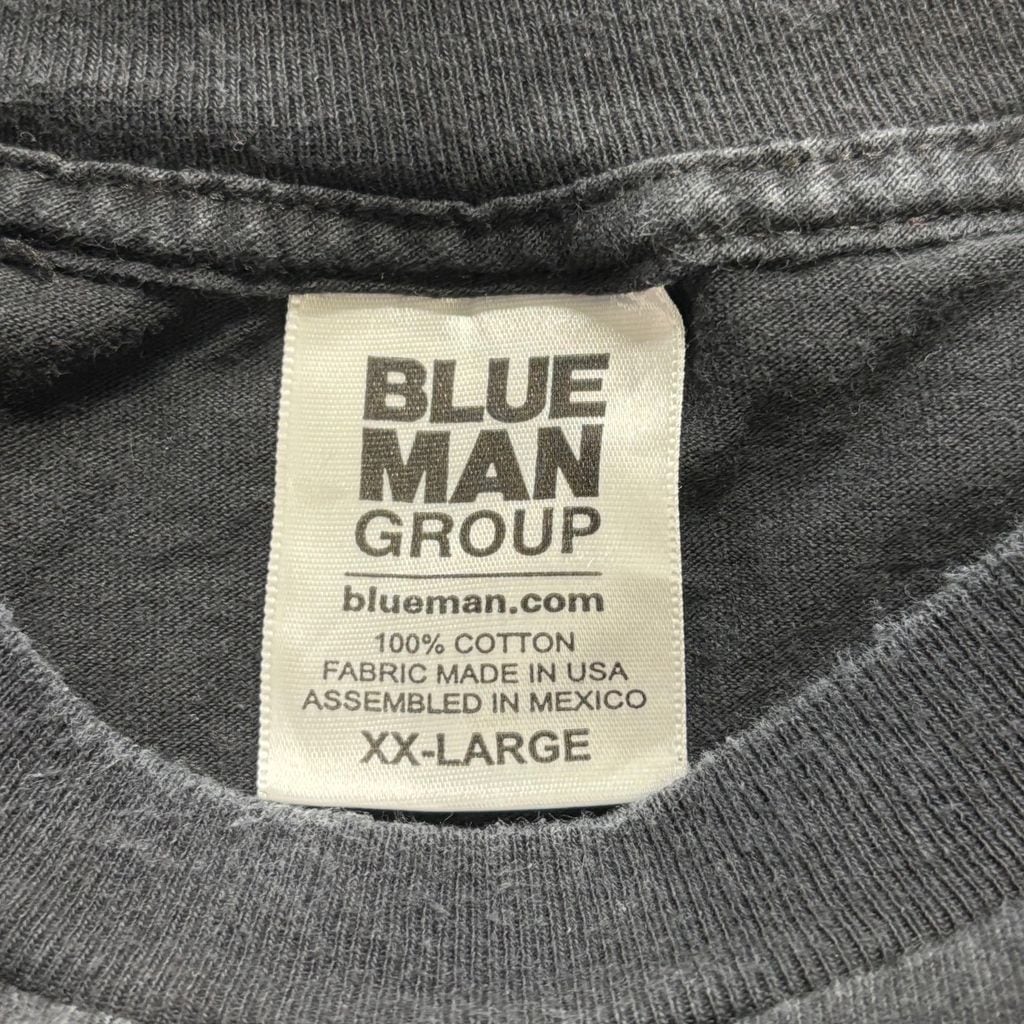 BLUE
MAN
GROUP
blueman.com
100% COTTON
FABRIC MADE IN USA
ASSEMBLED IN MEXICO
XX-LARGE